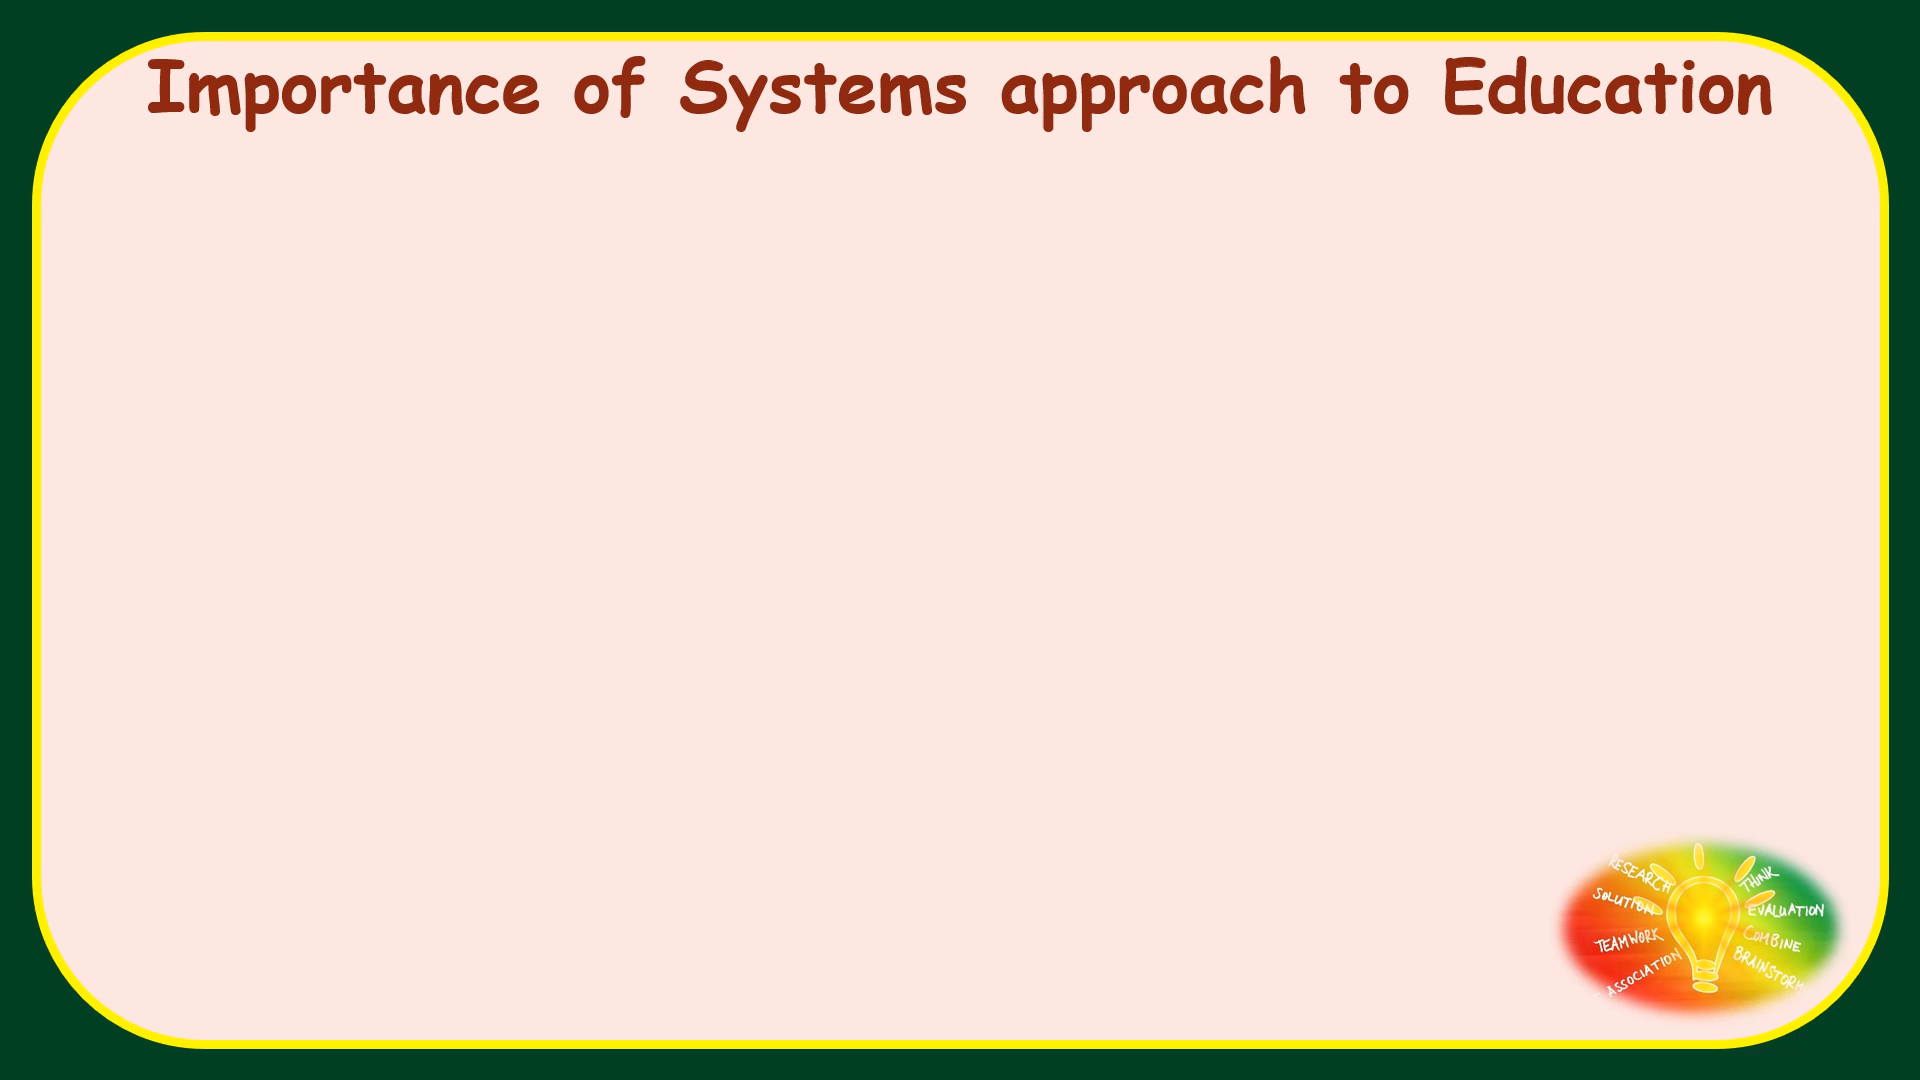 Importance of Systems approach to Education
RESEARCH
SOLUTION
TEAMWORK
ASSOCIATION
THINK
EVALUATION
COMBINE
BRAINSTORM